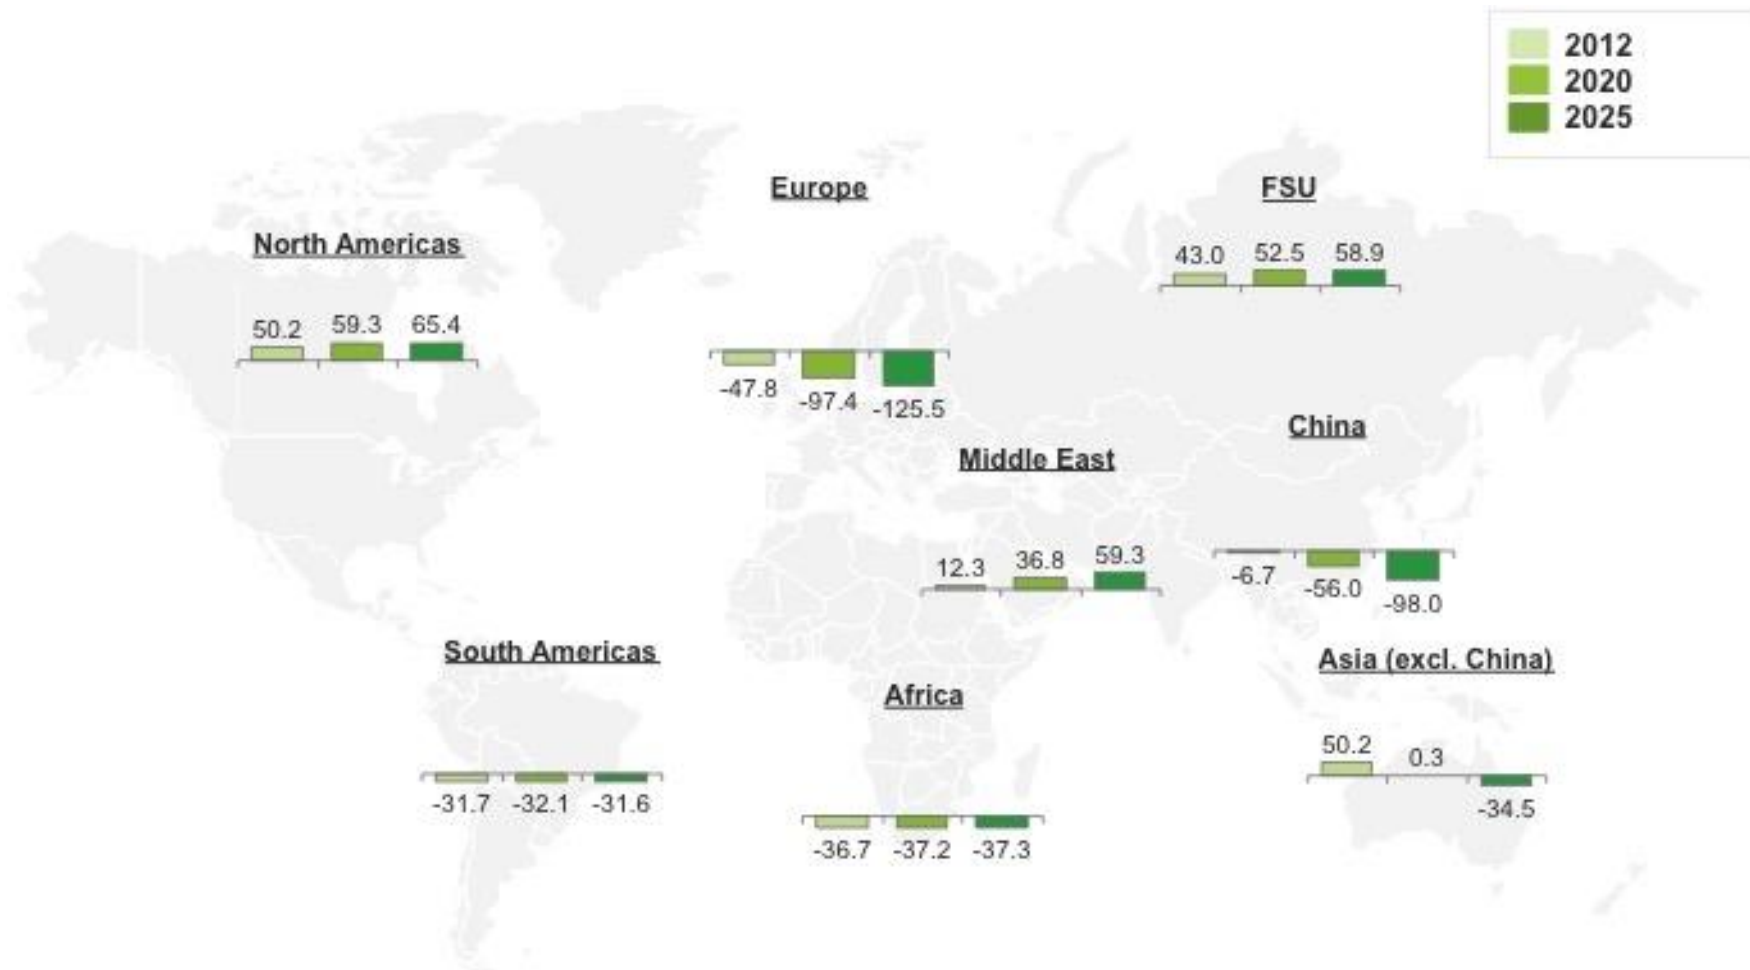 2012
2020
2025
Europe
FSU
North Americas
43.0 52.5 58.9
50.2 59.3 65.4
-47.8 -97.4 -125.5
China
Middle East
12.3 36.8 59.3
-6.7 -56.0 -98.0
South Americas
Asia (excl. China)
Africa
50.2 0.3 -34.5
-31.7 -32.1 -31.6
-36.7 -37.2 -37.3